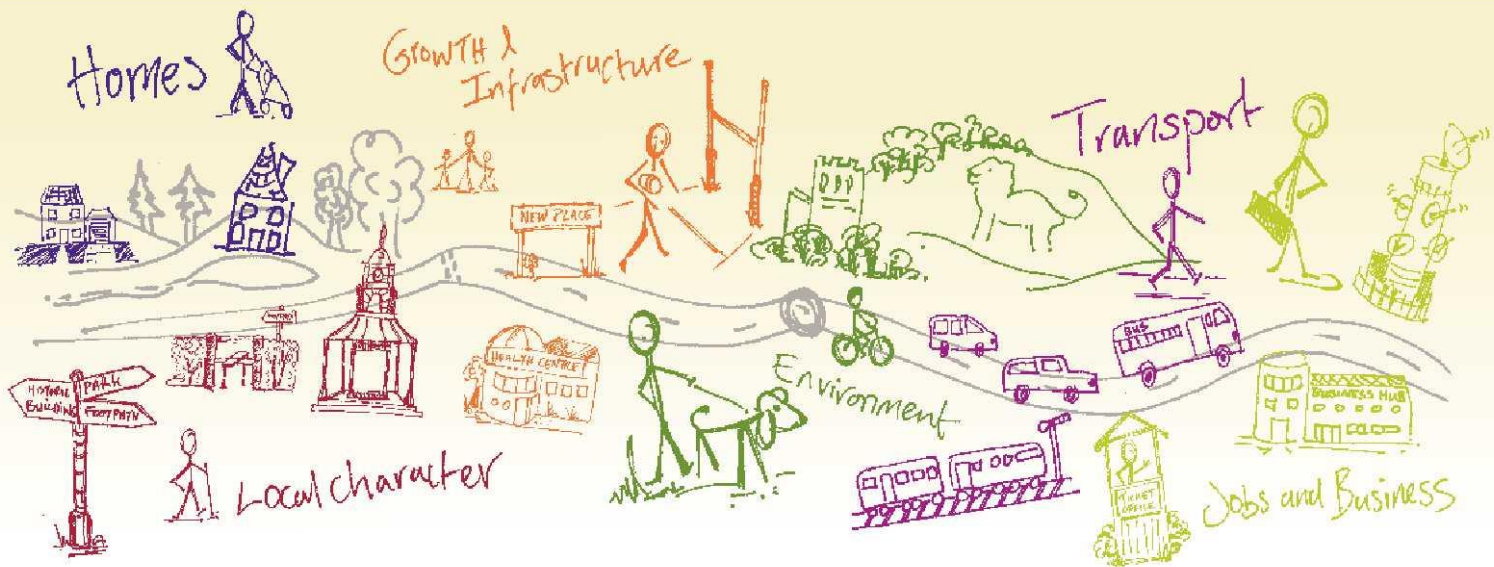 Homes
Growth &
Infrastructure
Transport
NEW PLACE
BUS
HEALTH CENTRE
HISTORIC
BUILDING
PARK
FOOTPATH
Environment
BUSINESS HUB
TICKET
OFFICE
Local character
Jobs and Business